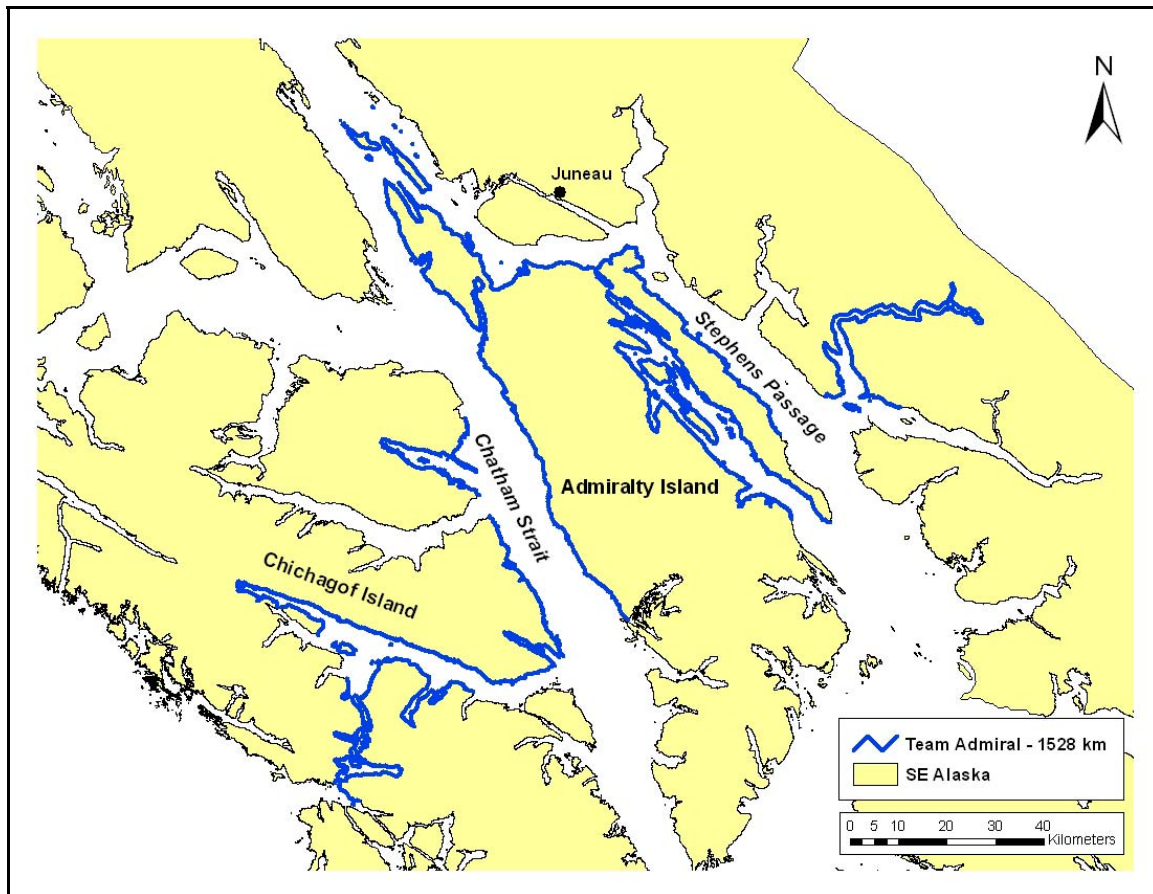 N
Juneau
Stephens Passage
Chatham Strait
Admiralty Island
Chichagof Island
Team Admiral - 1528 km
SE Alaska
0 5 10 20 30 40
Kilometers